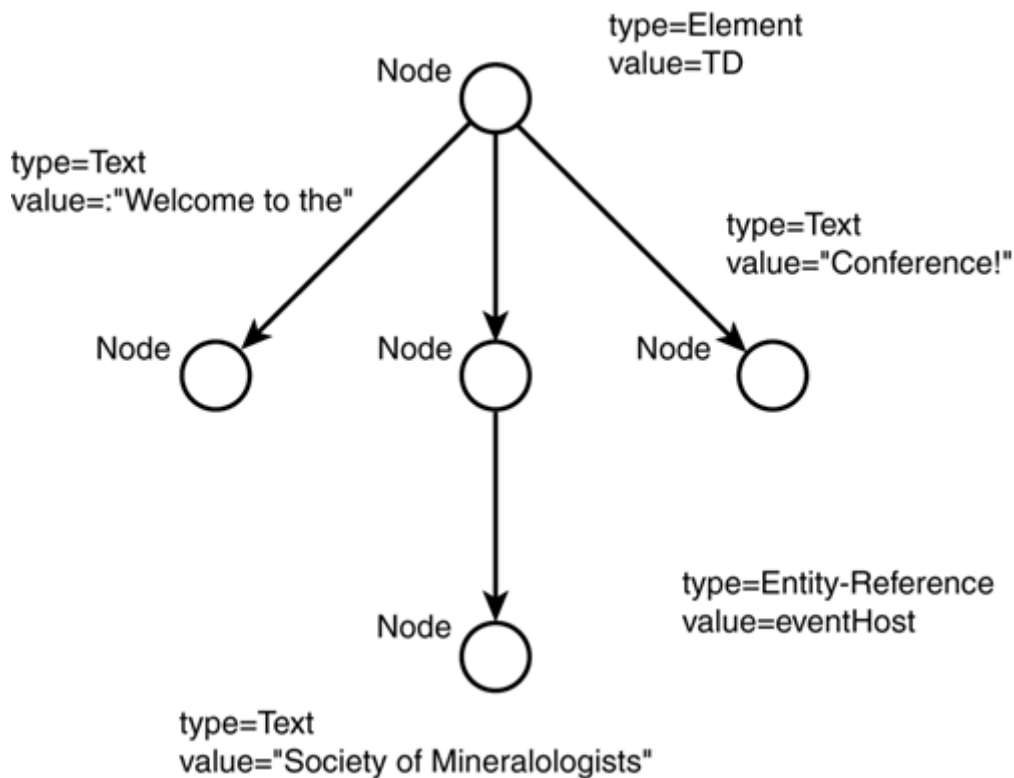 type=Element
value=TD
Node
type=Text
value=:"Welcome to the"
type=Text
value="Conference!"
Node
Node
Node
type=Entity-Reference
value=eventHost
Node
type=Text
value="Society of Mineralologists"